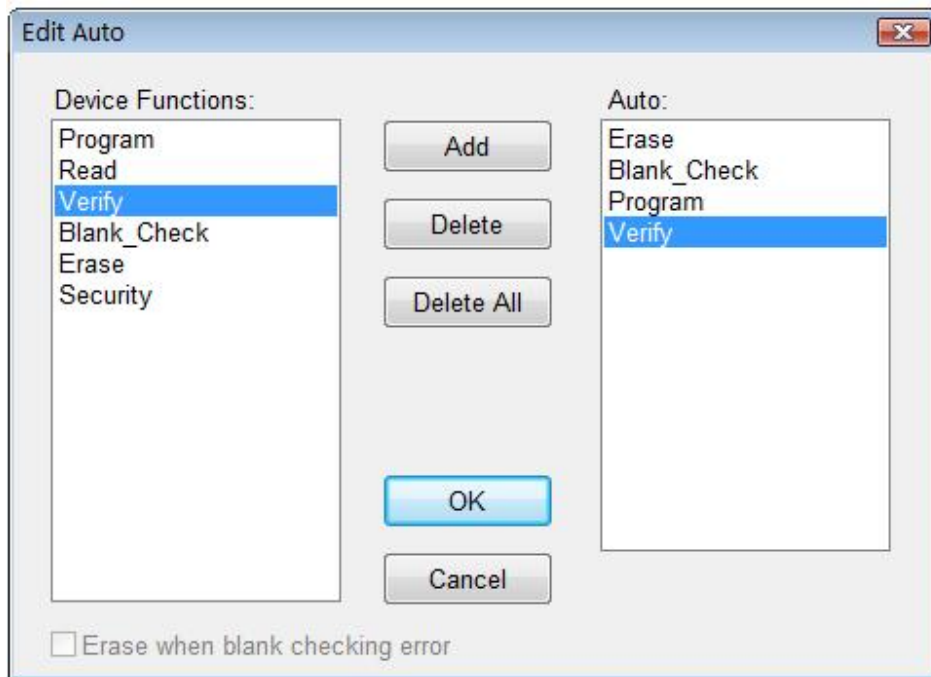 Edit Auto
Device Functions:
Program
Read
Verify
Blank_Check
Erase
Security
Add
Delete
Delete All
OK
Cancel
Auto:
Erase
Blank_Check
Program
Verify
Erase when blank checking error